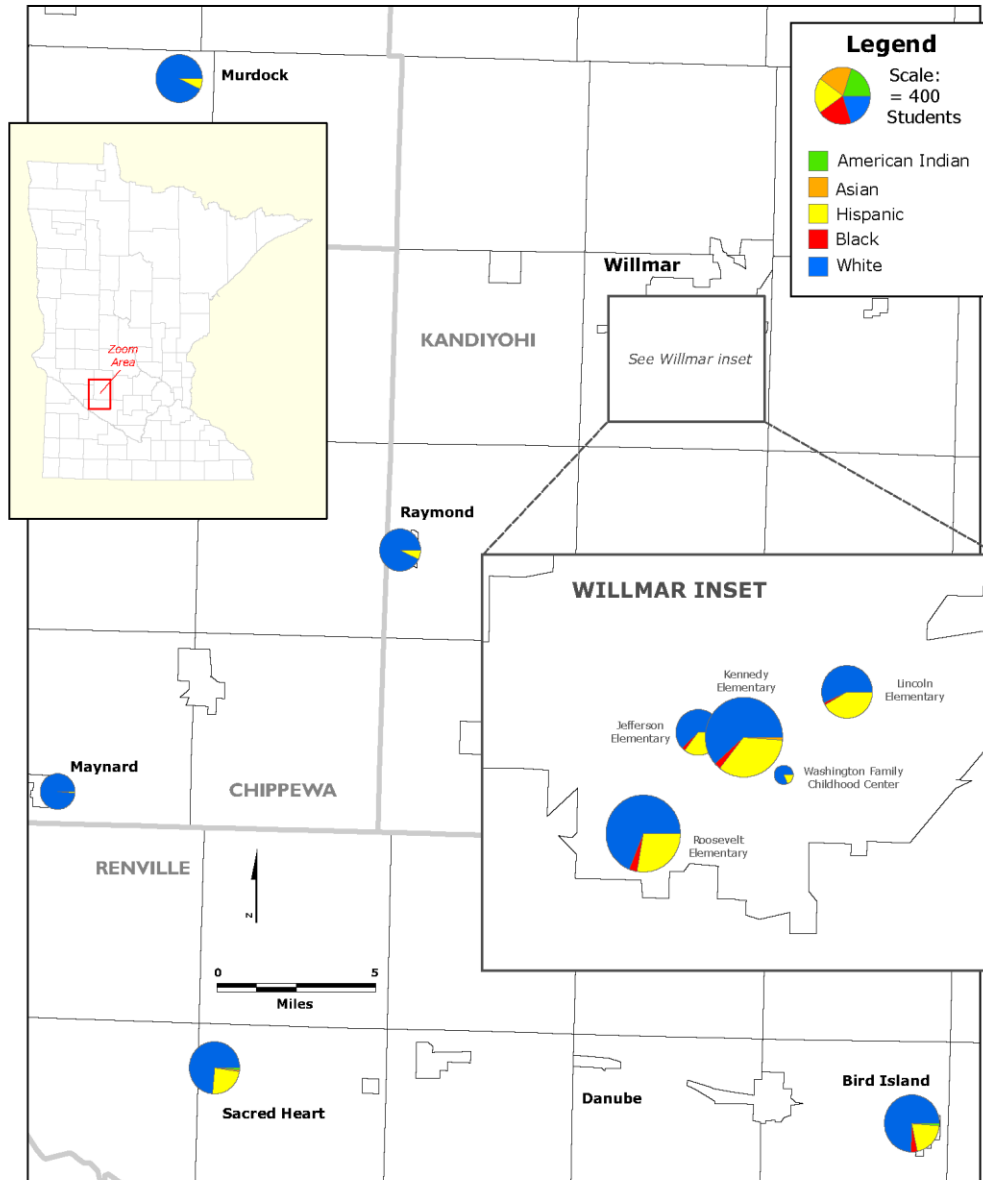 Murdock
Legend
Scale:
= 400
Students
American Indian
Asian
Hispanic
Black
White
Willmar
KANDIYOHI
See Willmar inset
Zoom
Area
Raymond
WILLMAR INSET
Kennedy
Elementary
Lincoln
Elementary
Jefferson
Elementary
Washington Family
Childhood Center
Roosevelt
Elementary
Maynard
CHIPPEWA
RENVILLE
N
0 5
Miles
Sacred Heart
Danube
Bird Island